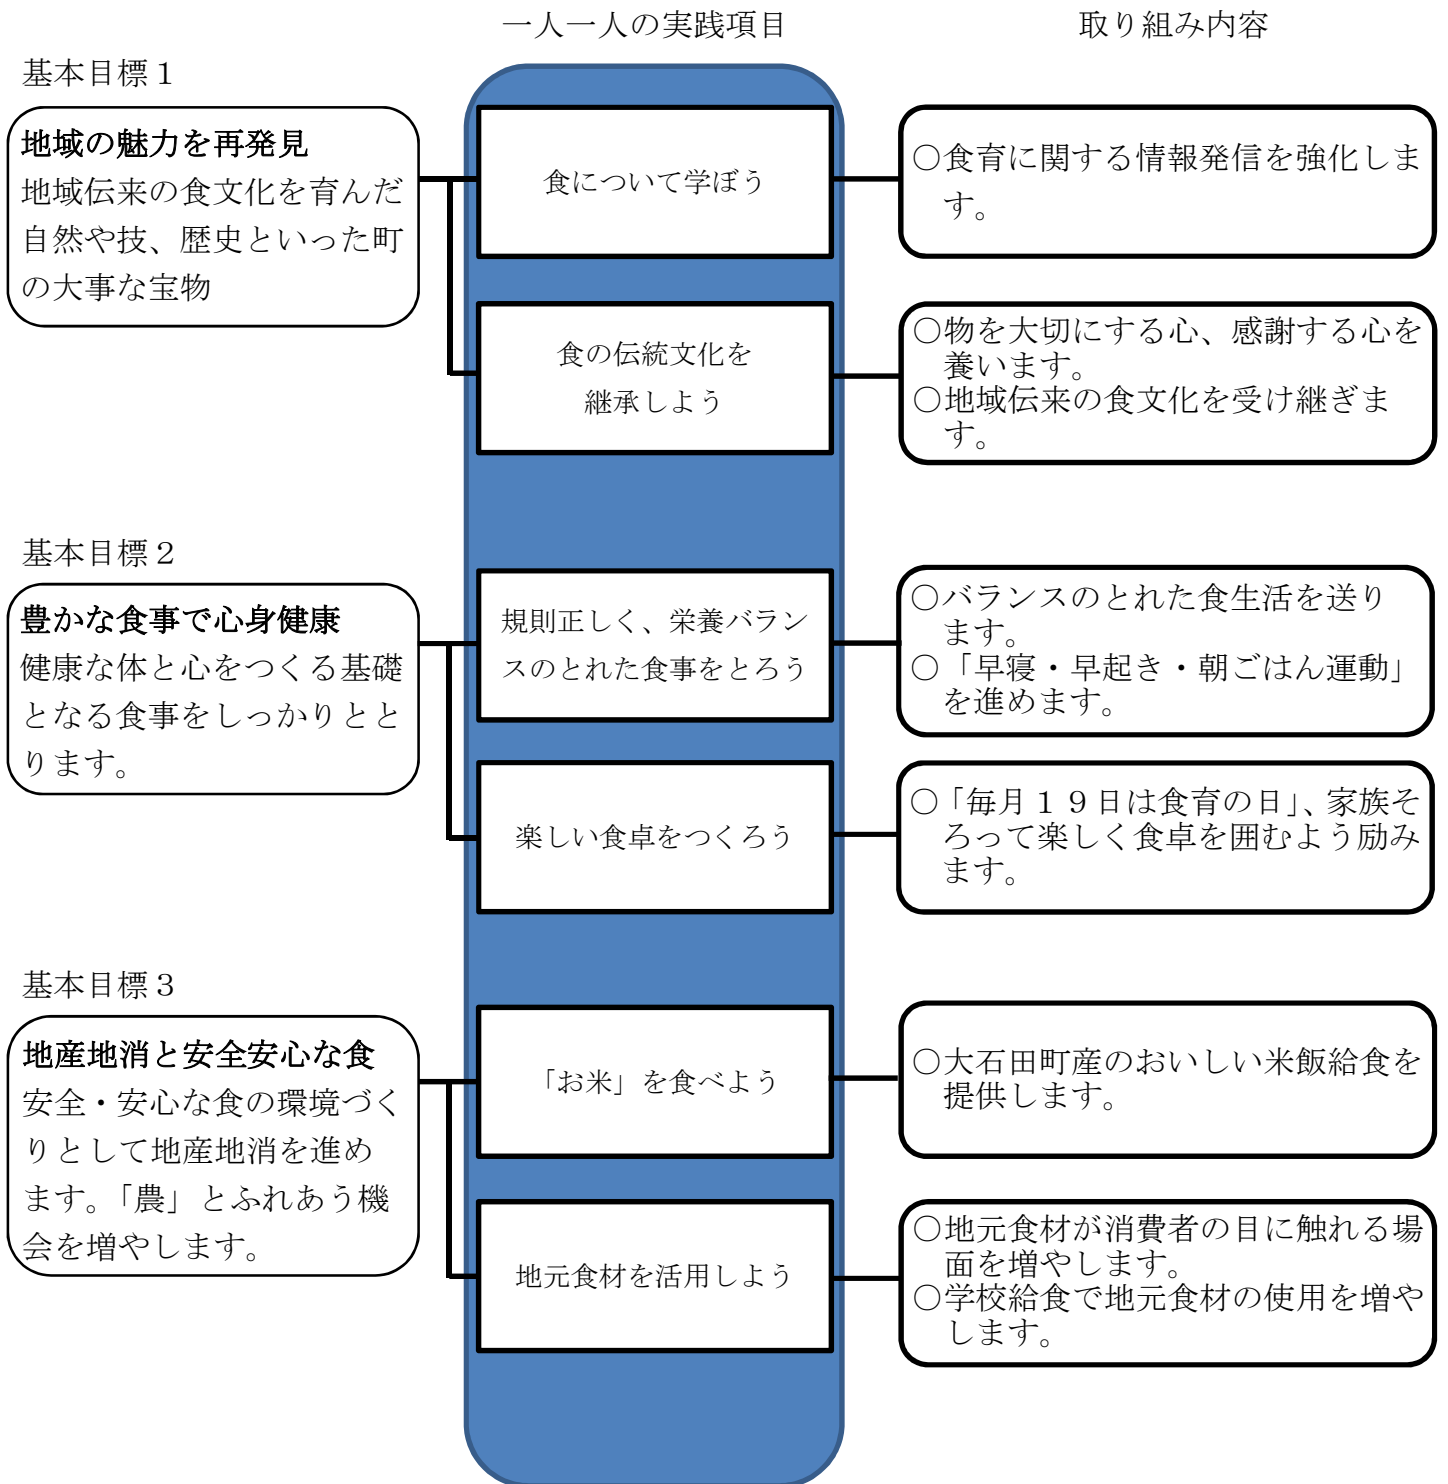 一人一人の実践項目
取り組み内容
基本目標１
地域の魅力を再発見
地域伝来の食文化を育んだ
自然や技、歴史といった町
の大事な宝物
食について学ぼう
○食育に関する情報発信を強化しま
す。
食の伝統文化を
継承しよう
○物を大切にする心、感謝する心を
養います。
○地域伝来の食文化を受け継ぎま
す。
基本目標２
豊かな食事で心身健康
健康な体と心をつくる基礎
となる食事をしっかりとと
ります。
規則正しく、栄養バラン
スのとれた食事をとろう
○バランスのとれた食生活を送り
ます。
○「早寝・早起き・朝ごはん運動」
を進めます。
楽しい食卓をつくろう
○「毎月１９日は食育の日」、家族そ
ろって楽しく食卓を囲むよう励み
ます。
基本目標３
地産地消と安全安心な食
安全・安心な食の環境づく
りとして地産地消を進め
ます。「農」とふれあう機
会を増やします。
「お米」を食べよう
○大石田町産のおいしい米飯給食を
提供します。
地元食材を活用しよう
○地元食材が消費者の目に触れる場
面を増やします。
○学校給食で地元食材の使用を増や
します。